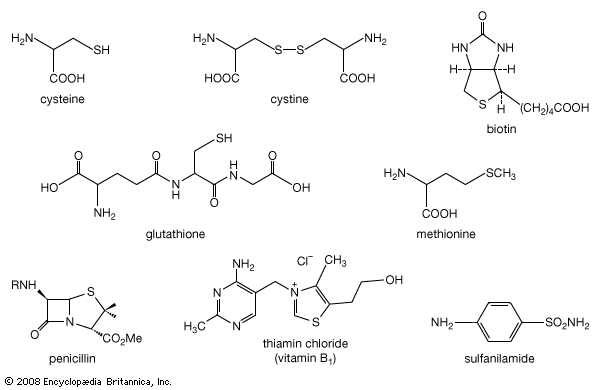 H₂N SH H₂N S—S NH₂ O
COOH HOOC COOH HN NH
cysteine cystine H H
S H (CH₂)₄COOH
biotin
SH
O O O
HO N H H N OH
NH₂ O
glutathione
H₂N SCH₃
COOH
methionine
RHN S
O N CO₂Me
penicillin
NH₂ Cl⁻ CH₃ OH
N N⁺
H₃C N S
thiamin chloride
(vitamin B₁)
NH₂ SO₂NH₂
sulfanilamide
© 2008 Encyclopædia Britannica, Inc.